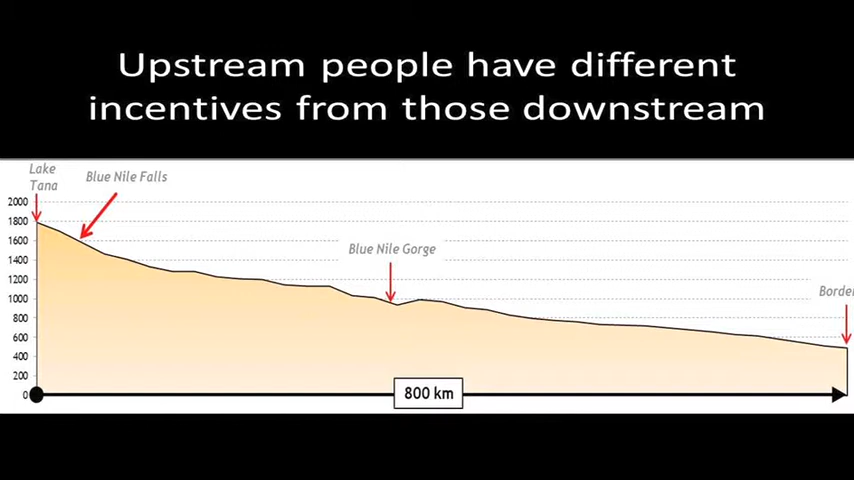 Upstream people have different
incentives from those downstream
Lake
Tana
Blue Nile Falls
Blue Nile Gorge
Border
2000
1800
1600
1400
1200
1000
800
600
400
200
0
800 km